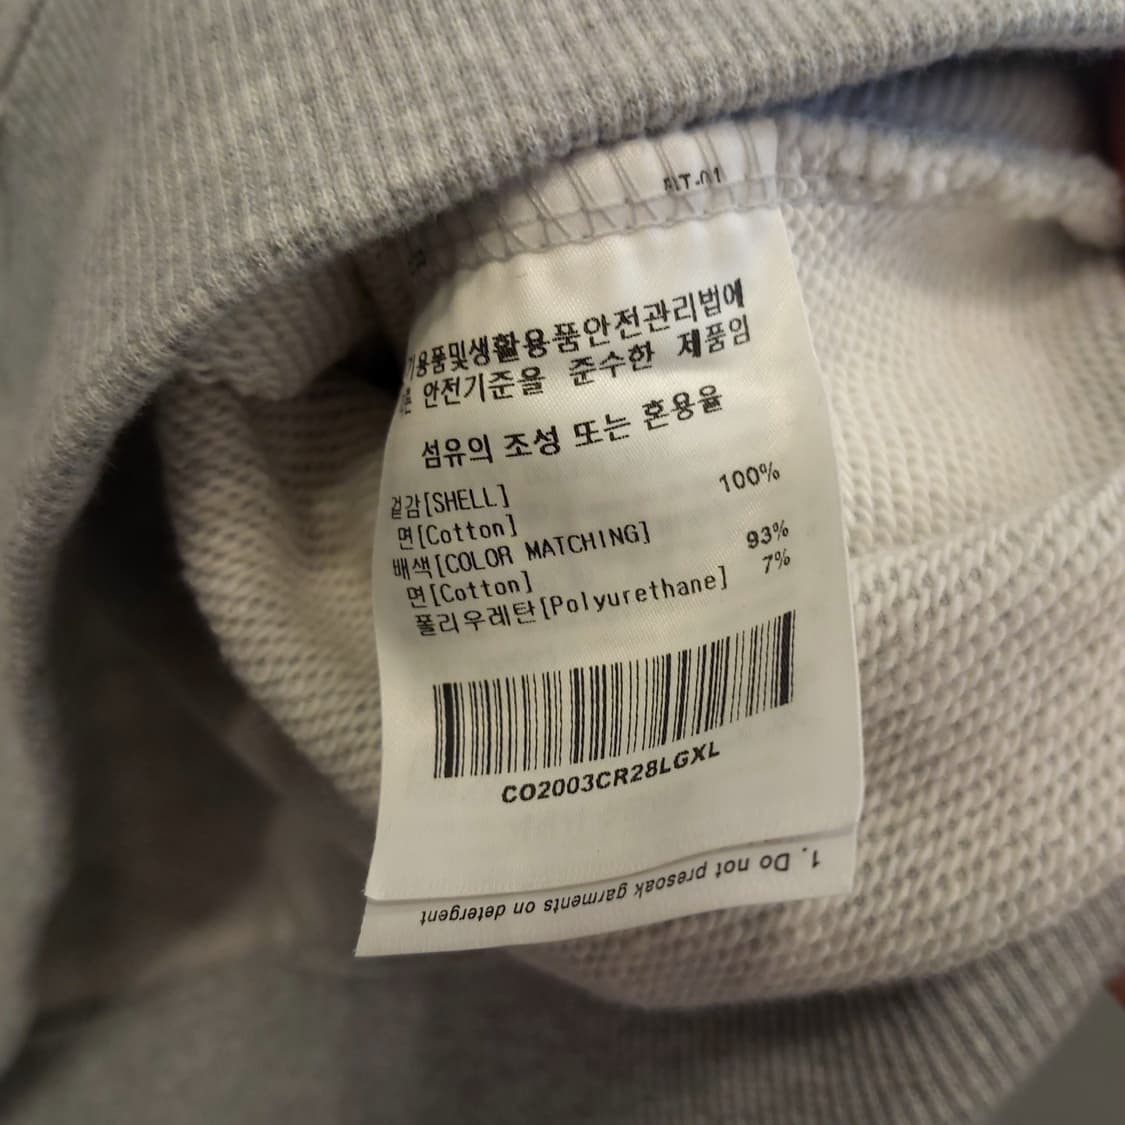 용품및생활용품안전관리법에
안전기준을 준수한 제품임
섬유의 조성 또는 혼용율
겉감[SHELL]
면[Cotton] 100%
배색[COLOR MATCHING]
면[Cotton] 93%
폴리우레탄[Polyurethane] 7%
CO2003CR28LGXL
1. Do not presoak garments on detergent